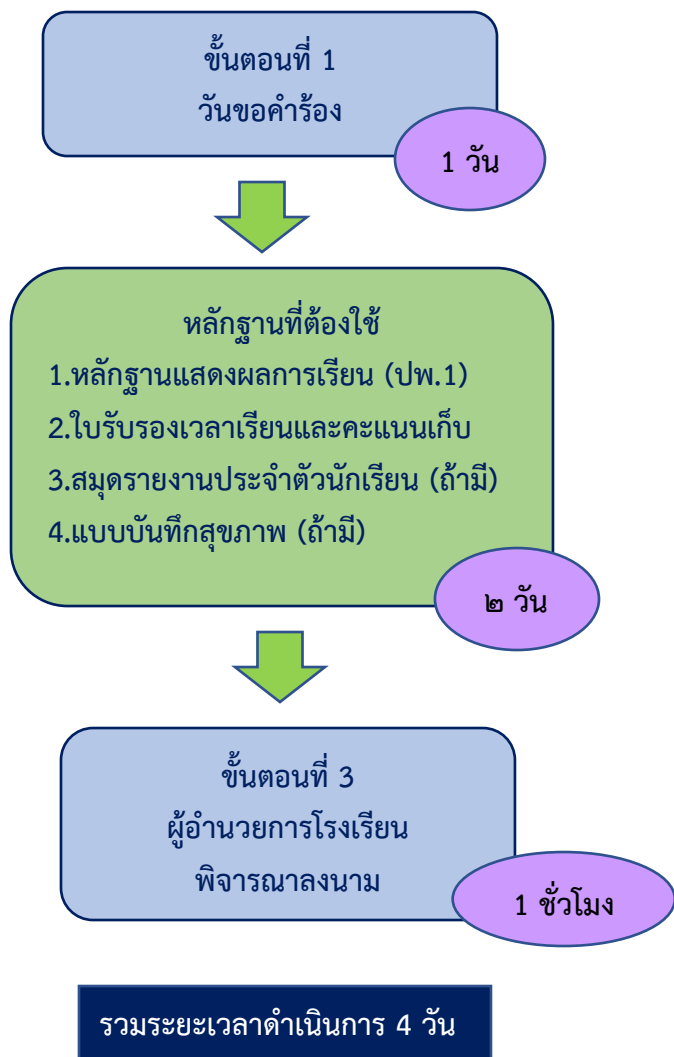 ขั้นตอนที่ 1
วันขอคำร้อง
1 วัน
หลักฐานที่ต้องใช้
1.หลักฐานแสดงผลการเรียน (ปพ.1)
2.ใบรับรองเวลาเรียนและคะแนนเก็บ
3.สมุดรายงานประจำตัวนักเรียน (ถ้ามี)
4.แบบบันทึกสุขภาพ (ถ้ามี)
๒ วัน
ขั้นตอนที่ 3
ผู้อำนวยการโรงเรียน
พิจารณาลงนาม
1 ชั่วโมง
รวมระยะเวลาดำเนินการ 4 วัน